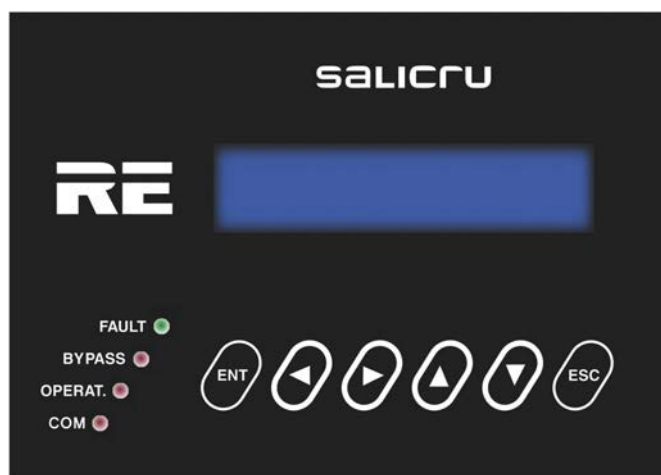 SALICRU
RE
FAULT
BYPASS
OPERAT.
COM
ENT
ESC